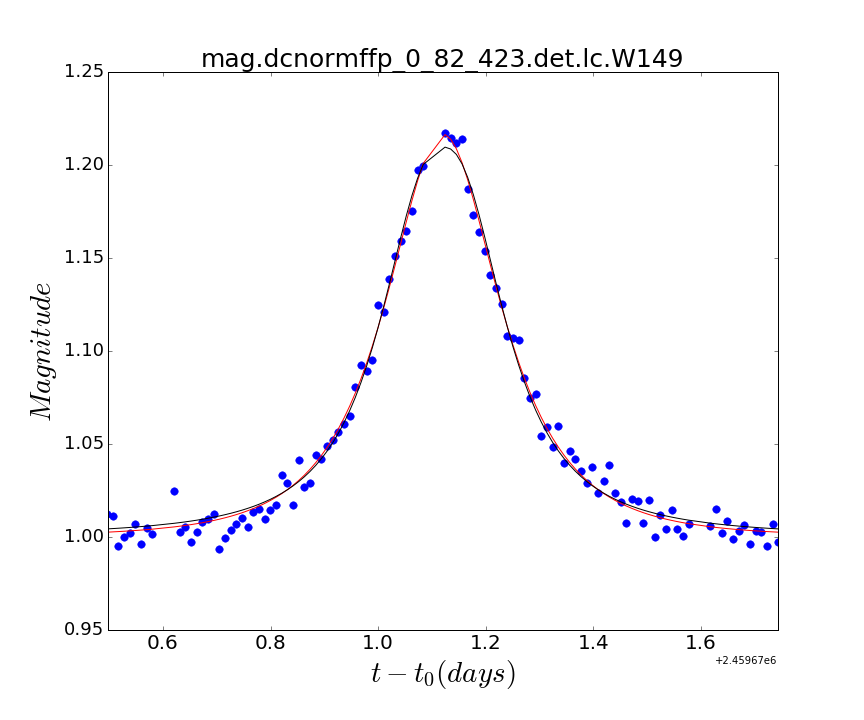 mag.dcnormffp_0_82_423.det.lc.W149
1.25
1.20
1.15
1.10
1.05
1.00
0.95
Magnitude
0.6 0.8 1.0 1.2 1.4 1.6
+2.45967e6
t − t₀(days)